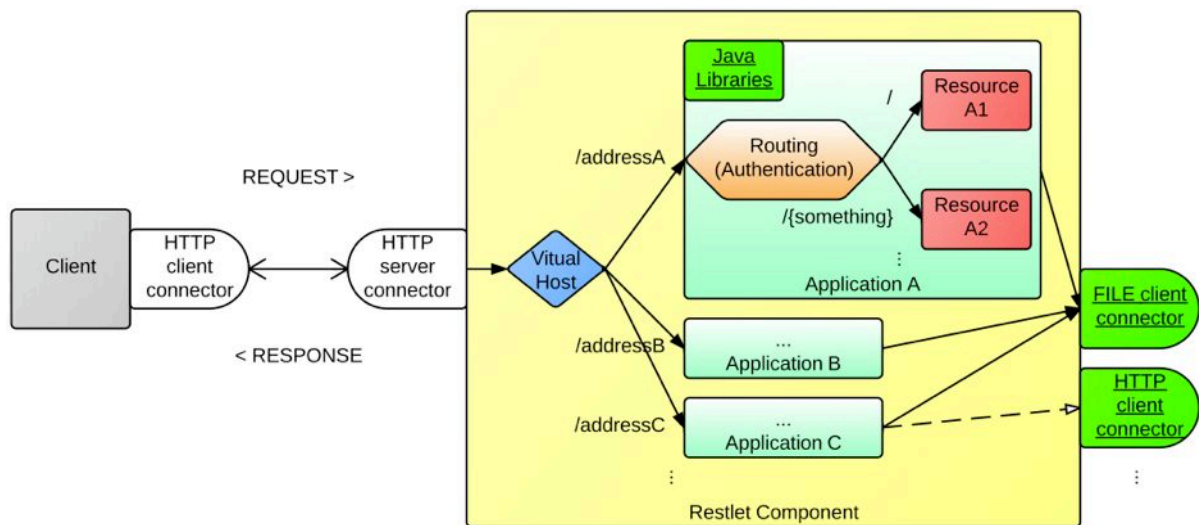 Java
Libraries
/
Resource
A1
/addressA
Routing
(Authentication)
REQUEST >
/{something}
Resource
A2
...
Client
HTTP
client
connector
HTTP
server
connector
Vitual
Host
Application A
FILE client
connector
< RESPONSE
/addressB
...
Application B
HTTP
client
connector
/addressC
...
Application C
...
...
Restlet Component